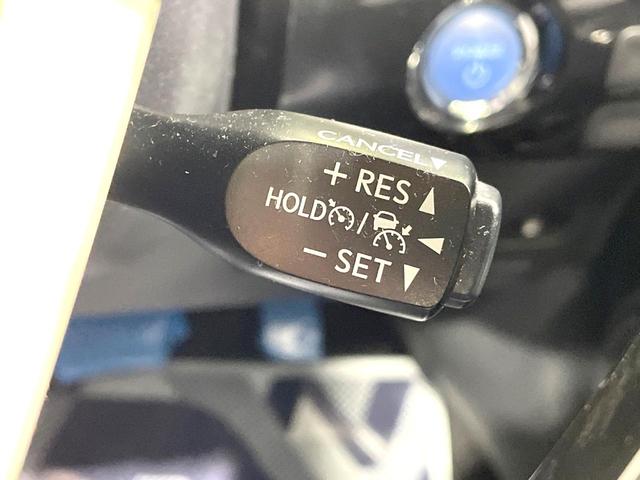 CANCEL▼
+ RES ▲
HOLD / ◀
− SET ▼